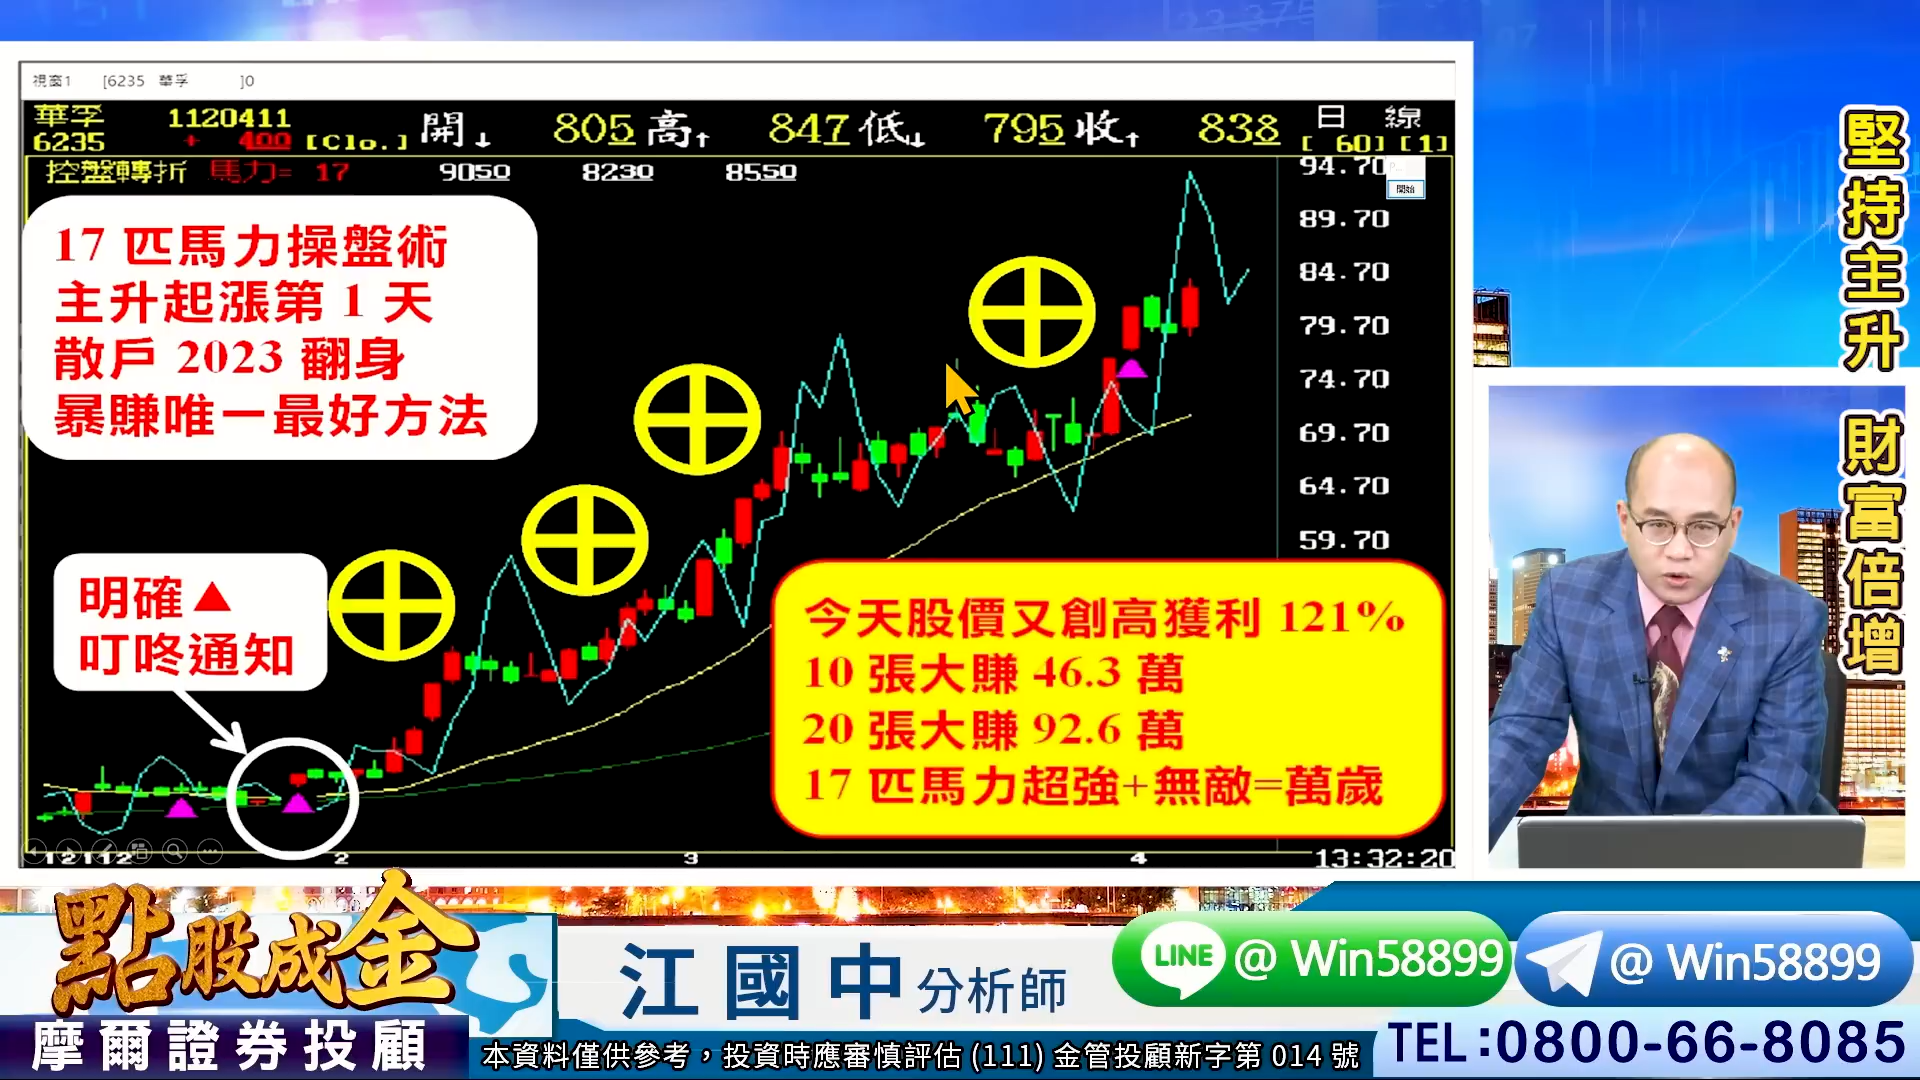 視窗1 [6235 華孚 ]0
華孚 1120411 開↓ 8050 高↑ 847 低↓ 7950 收↑ 838 日 線
6235 + 400 [Clo.] [ 60] [1]
控盤轉折 馬力= 17 9050 8230 8550
94.70
開始
89.70
84.70
79.70
74.70
69.70
64.70
59.70
17 匹馬力操盤術
主升起漲第 1 天
散戶 2023 翻身
暴賺唯一最好方法
明確▲
叮咚通知
今天股價又創高獲利 121%
10 張大賺 46.3 萬
20 張大賺 92.6 萬
17 匹馬力超強+無敵=萬歲
12112 2 3 4 13:32:20
堅持主升
財富倍增
點股成金
摩爾證券投顧
江國中 分析師
LINE @ Win58899
@ Win58899
本資料僅供參考，投資時應審慎評估 (111) 金管投顧新字第 014 號
TEL:0800-66-8085